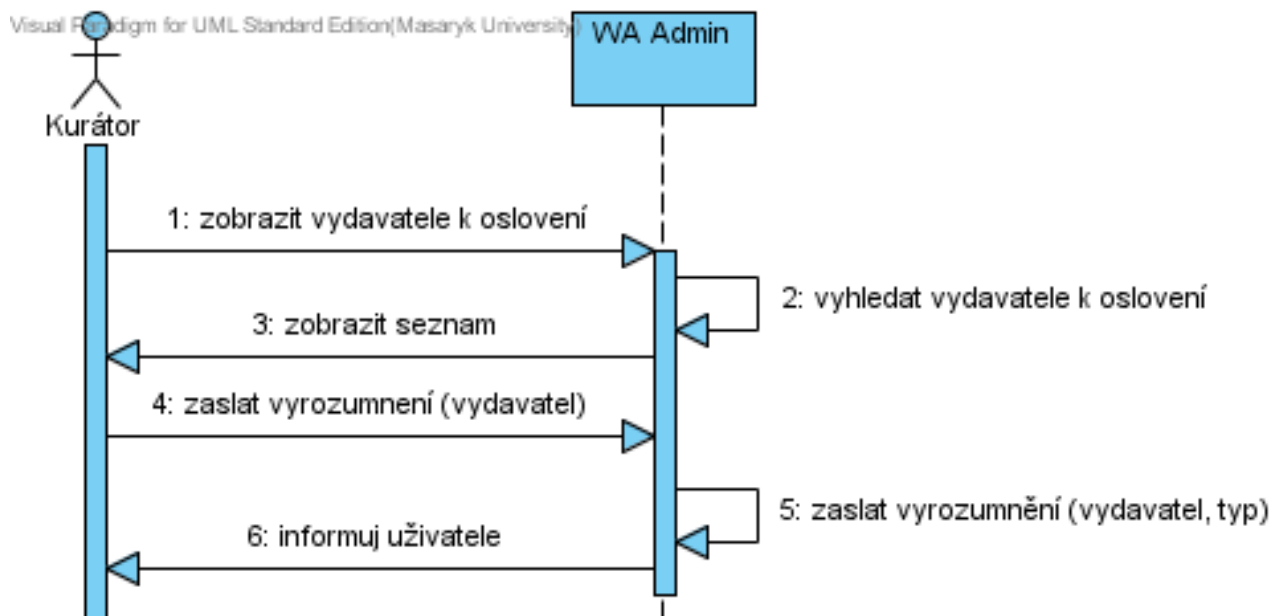 Visual Paradigm for UML Standard Edition(Masaryk University)
WA Admin
Kurátor
1: zobrazit vydavatele k oslovení
2: vyhledat vydavatele k oslovení
3: zobrazit seznam
4: zaslat vyrozumnení (vydavatel)
5: zaslat vyrozumnění (vydavatel, typ)
6: informuj uživatele